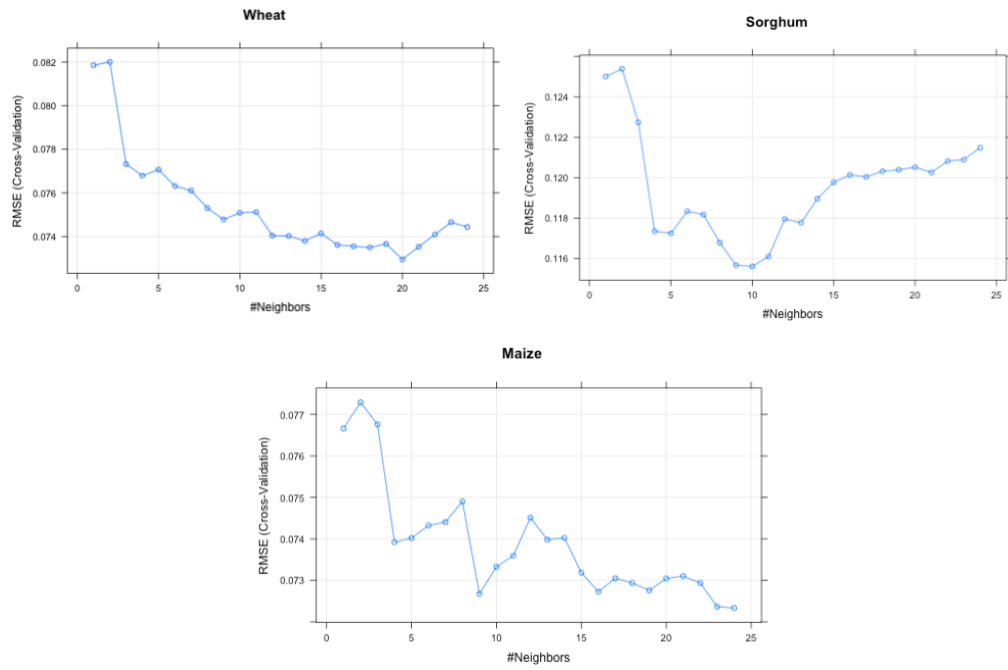 Wheat
RMSE (Cross-Validation)
0.082
0.080
0.078
0.076
0.074
0 5 10 15 20 25
#Neighbors
Sorghum
RMSE (Cross-Validation)
0.124
0.122
0.120
0.118
0.116
0 5 10 15 20 25
#Neighbors
Maize
RMSE (Cross-Validation)
0.077
0.076
0.075
0.074
0.073
0 5 10 15 20 25
#Neighbors